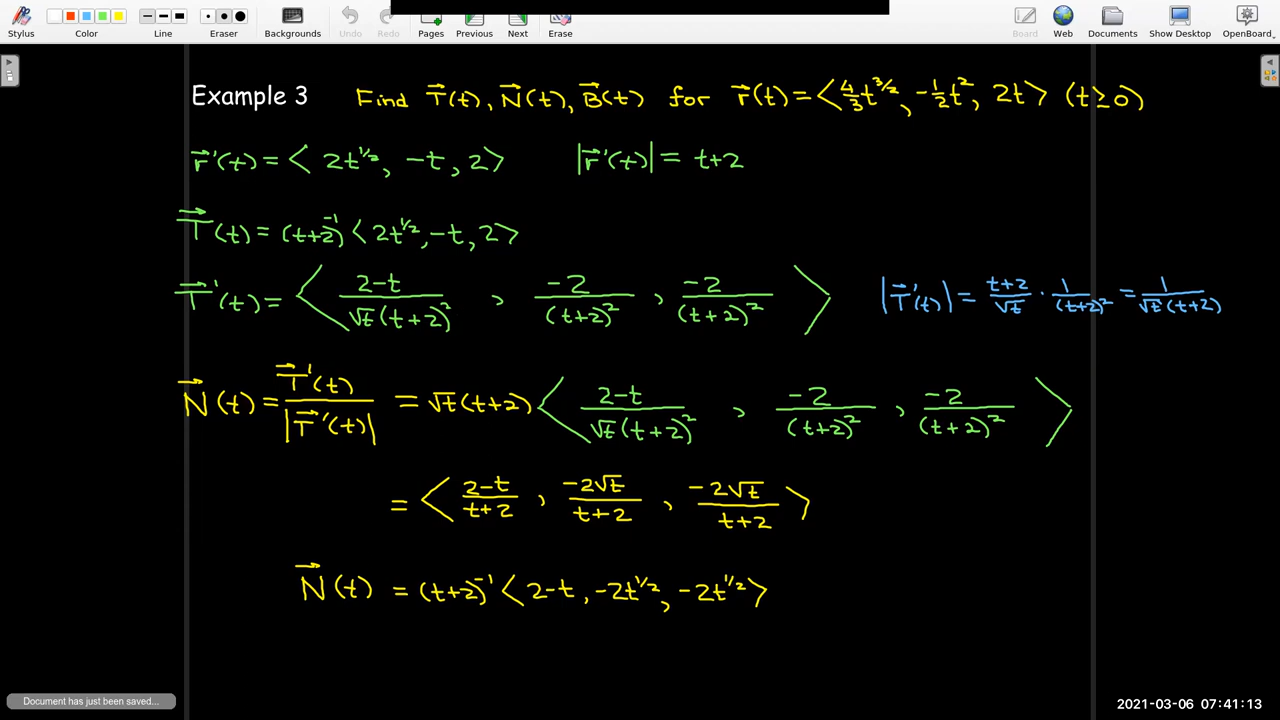 Stylus Color Line Eraser Backgrounds Undo Redo Pages Previous Next Erase Board Web Documents Show Desktop OpenBoard
Example 3 Find T⃗(t), N⃗(t), B⃗(t) for r⃗(t) = ⟨4/3 t^(3/2), -1/2 t², 2t⟩ (t ≥ 0)
r⃗'(t) = ⟨2t^(1/2), -t, 2⟩ |r⃗'(t)| = t+2
T⃗(t) = (t+2)^-1 ⟨2t^(1/2), -t, 2⟩
T⃗'(t) = ⟨ (2-t)/(√t(t+2)²), -2/(t+2)², -2/(t+2)² ⟩ |T⃗'(t)| = (t+2)/√t · 1/(t+2)² = 1/(√t(t+2))
N⃗(t) = T⃗'(t)/|T⃗'(t)| = √t(t+2) ⟨ (2-t)/(√t(t+2)²), -2/(t+2)², -2/(t+2)² ⟩
= ⟨ (2-t)/(t+2), -2√t/(t+2), -2√t/(t+2) ⟩
N⃗(t) = (t+2)^-1 ⟨2-t, -2t^(1/2), -2t^(1/2)⟩
Document has just been saved...
2021-03-06 07:41:13